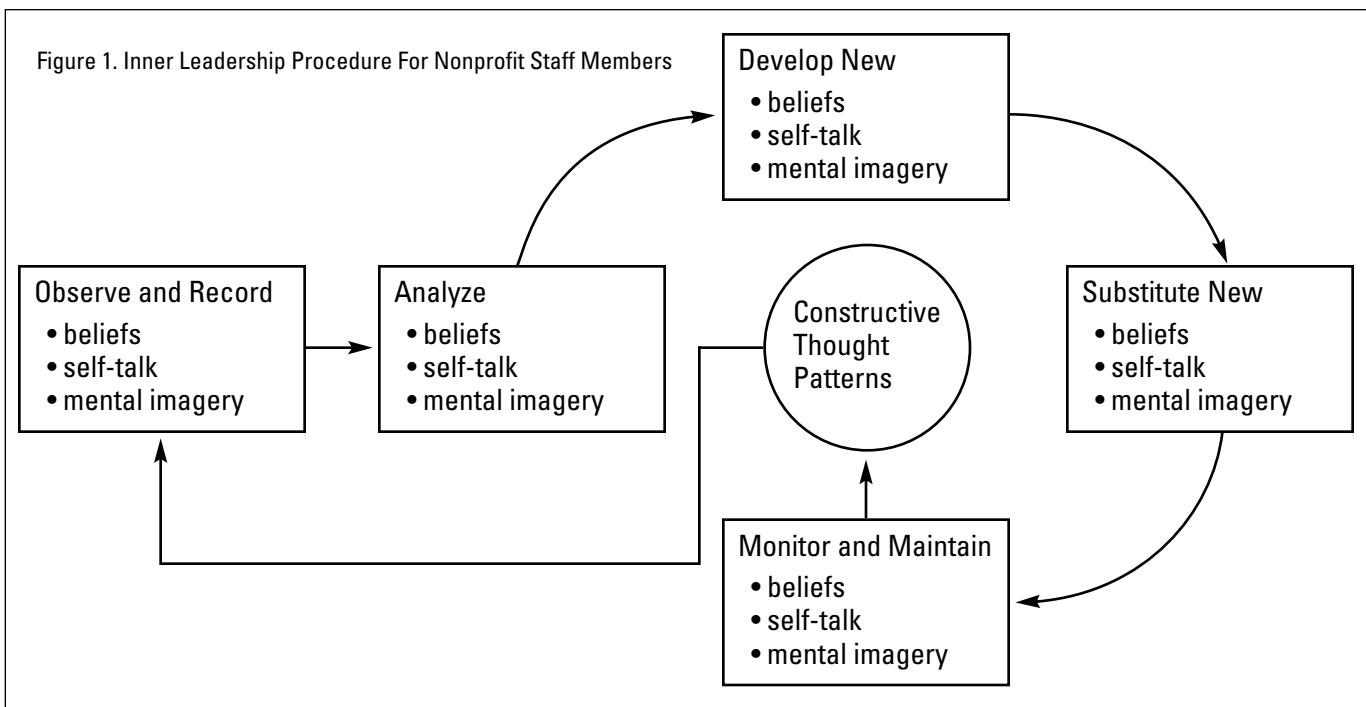 Figure 1. Inner Leadership Procedure For Nonprofit Staff Members
Observe and Record
• beliefs
• self-talk
• mental imagery
Analyze
• beliefs
• self-talk
• mental imagery
Develop New
• beliefs
• self-talk
• mental imagery
Substitute New
• beliefs
• self-talk
• mental imagery
Monitor and Maintain
• beliefs
• self-talk
• mental imagery
Constructive
Thought
Patterns